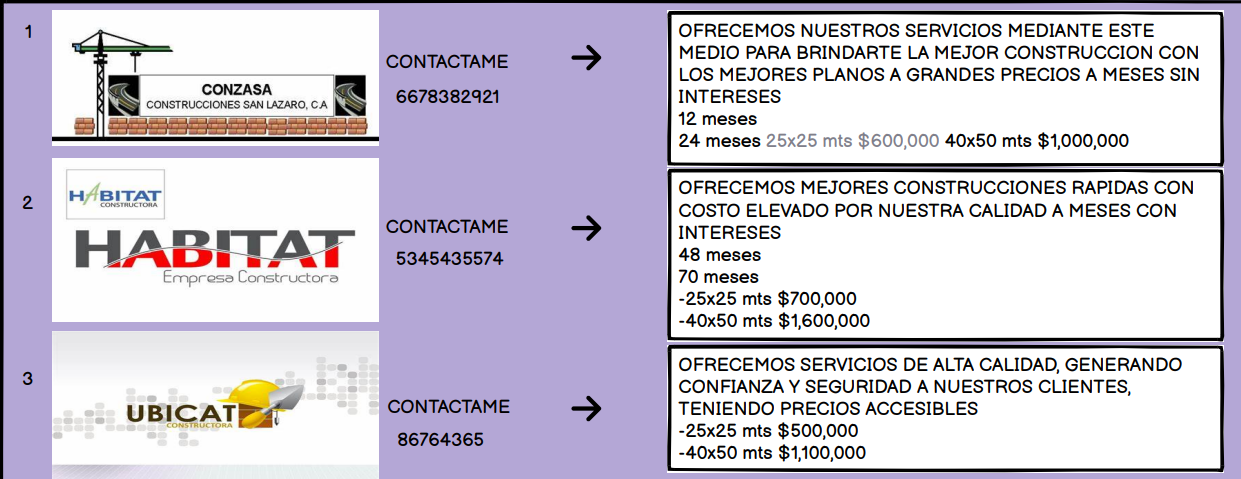 1
CONZASA
CONSTRUCCIONES SAN LAZARO, C.A
CONTACTAME
6678382921
OFRECEMOS NUESTROS SERVICIOS MEDIANTE ESTE
MEDIO PARA BRINDARTE LA MEJOR CONSTRUCCION CON
LOS MEJORES PLANOS A GRANDES PRECIOS A MESES SIN
INTERESES
12 meses
24 meses 25x25 mts $600,000 40x50 mts $1,000,000
2
HABITAT
CONSTRUCTORA
HABITAT
Empresa Constructora
CONTACTAME
5345435574
OFRECEMOS MEJORES CONSTRUCCIONES RAPIDAS CON
COSTO ELEVADO POR NUESTRA CALIDAD A MESES CON
INTERESES
48 meses
70 meses
-25x25 mts $700,000
-40x50 mts $1,600,000
3
UBICAT
CONSTRUCTORA
CONTACTAME
86764365
OFRECEMOS SERVICIOS DE ALTA CALIDAD, GENERANDO
CONFIANZA Y SEGURIDAD A NUESTROS CLIENTES,
TENIENDO PRECIOS ACCESIBLES
-25x25 mts $500,000
-40x50 mts $1,100,000